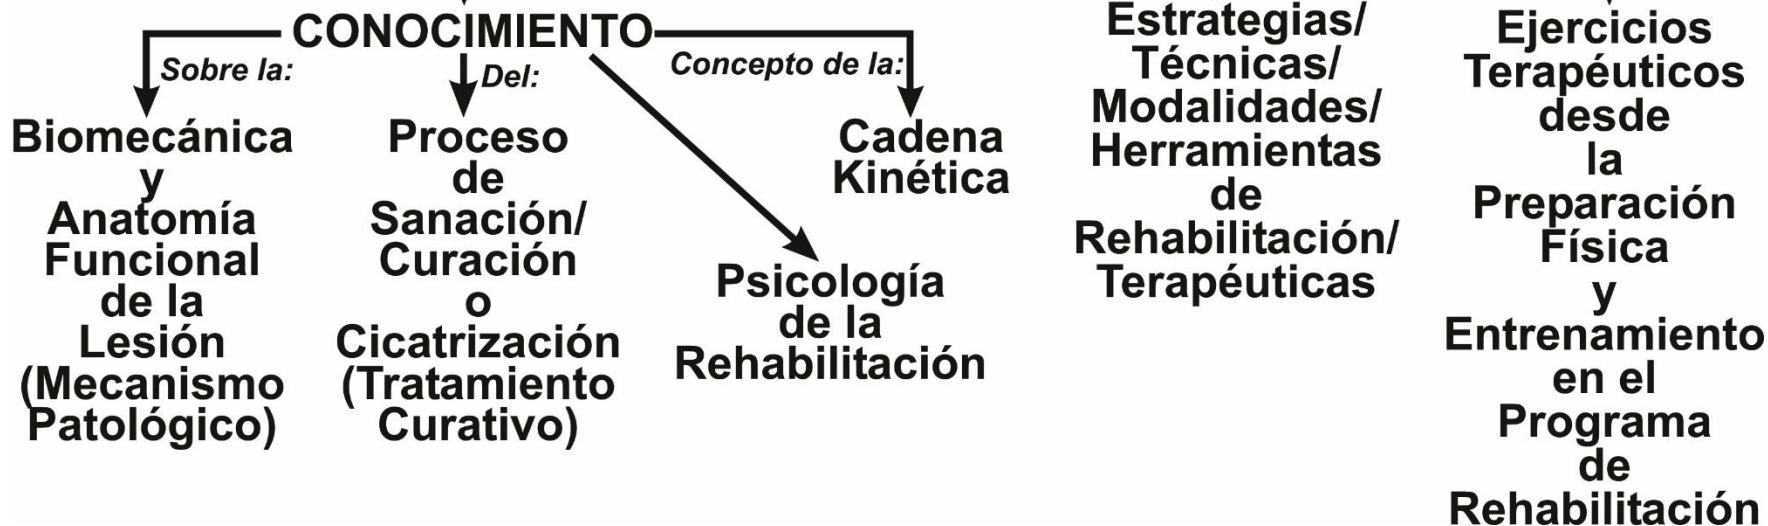 CONOCIMIENTO
Sobre la:
Del:
Concepto de la:
Biomecánica
y
Anatomía
Funcional
de la
Lesión
(Mecanismo
Patológico)
Proceso
de
Sanación/
Curación
o
Cicatrización
(Tratamiento
Curativo)
Psicología
de la
Rehabilitación
Cadena
Kinética
Estrategias/
Técnicas/
Modalidades/
Herramientas
de
Rehabilitación/
Terapéuticas
Ejercicios
Terapéuticos
desde
la
Preparación
Física
y
Entrenamiento
en el
Programa
de
Rehabilitación